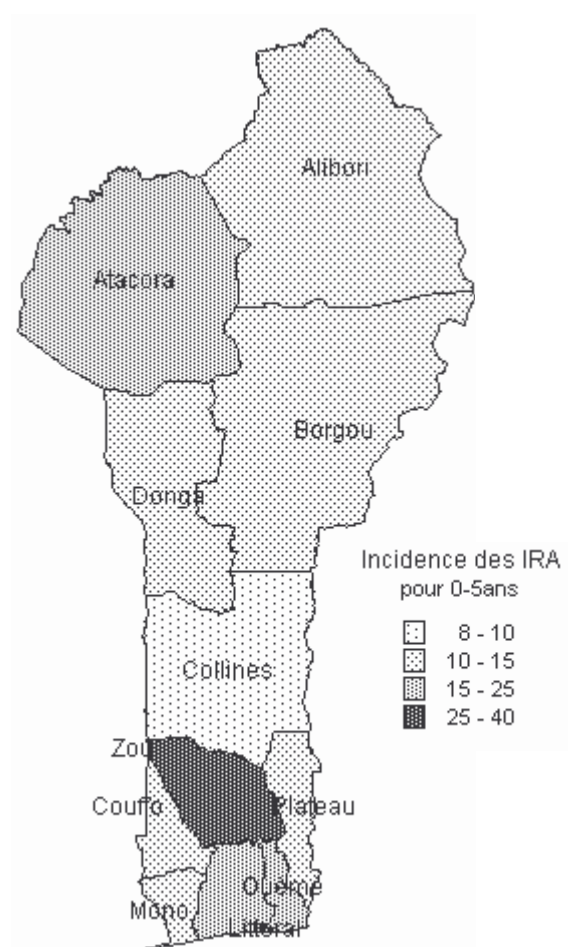 Alibori
Atacora
Borgou
Donga
Incidence des IRA
pour 0-5ans
8 - 10
10 - 15
15 - 25
25 - 40
Collines
Zou
Couffo
Plateau
Ouémé
Mono
Littoral